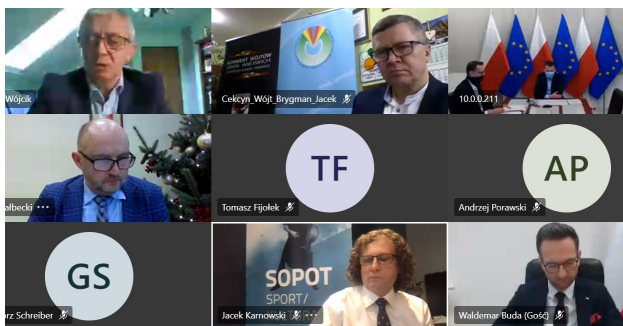 Wójcik
Cekcyn_Wójt_Brygman_Jacek
10.0.0.211
ałbecki
TF
Tomasz Fijołek
AP
Andrzej Porawski
GS
orz Schreiber
SOPOT
SPORT/
Jacek Karnowski
Waldemar Buda (Gość)